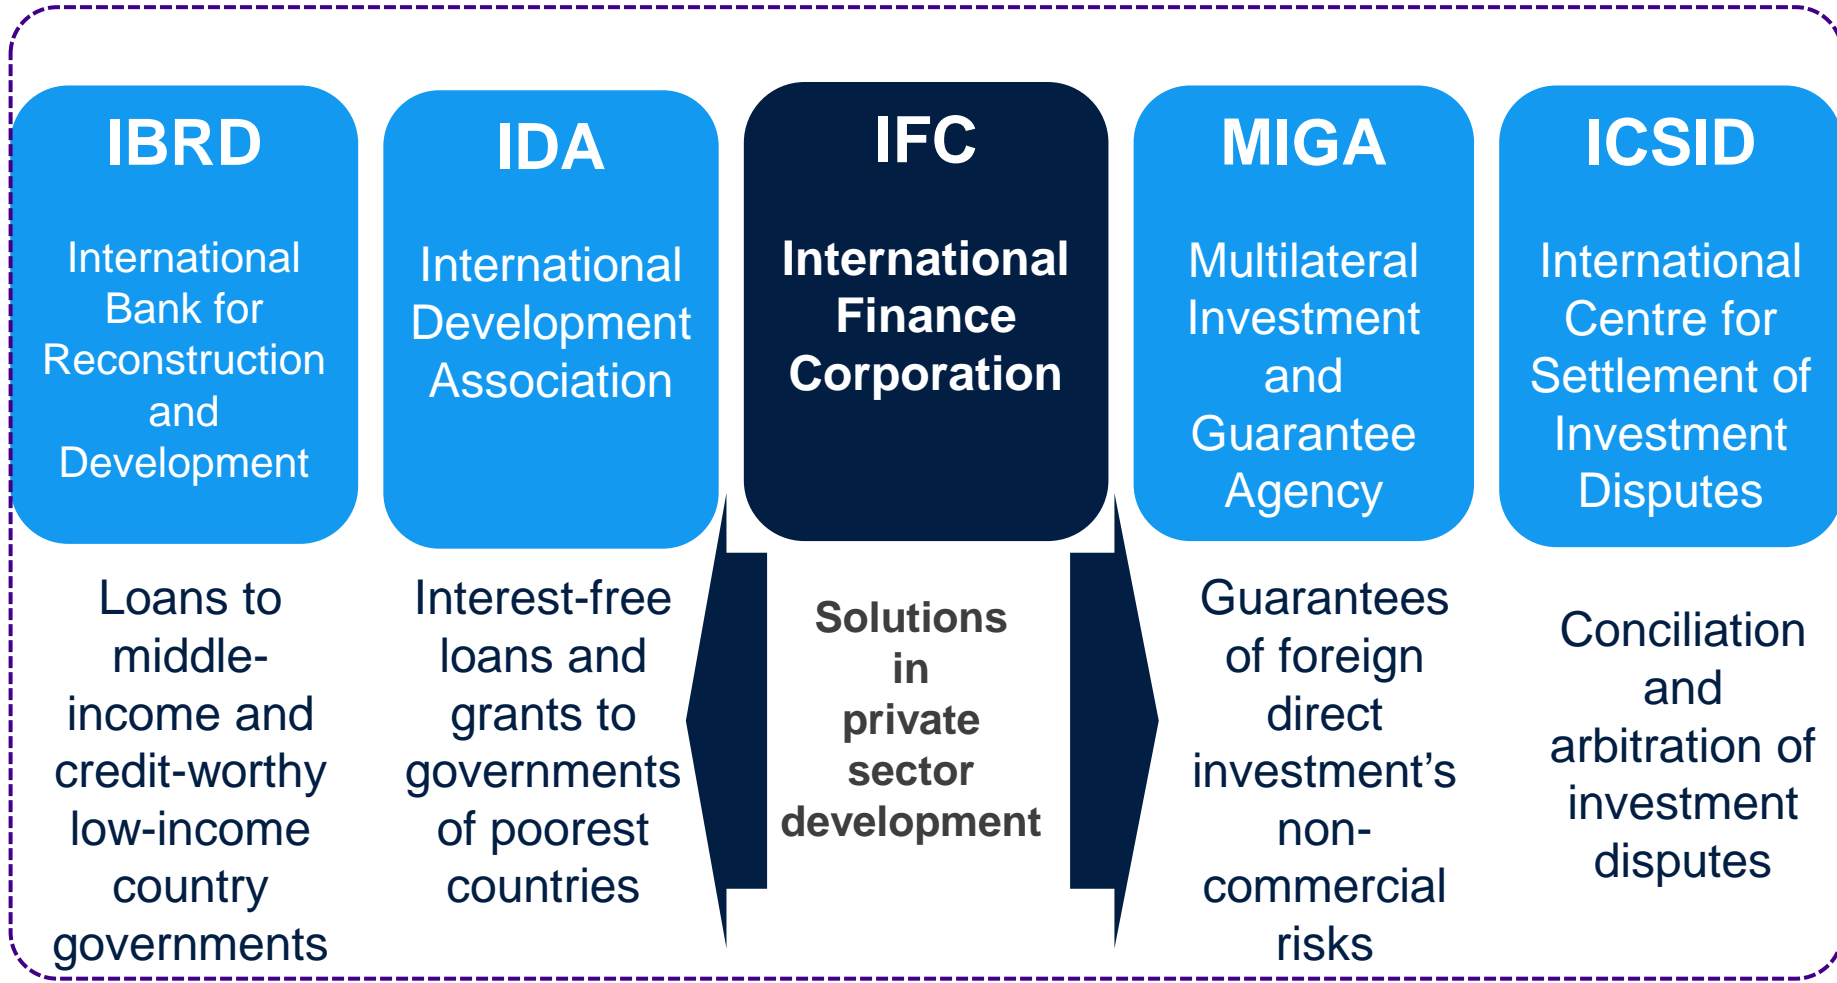 IBRD
International
Bank for
Reconstruction
and
Development
Loans to
middle-
income and
credit-worthy
low-income
country
governments
IDA
International
Development
Association
Interest-free
loans and
grants to
governments
of poorest
countries
IFC
International
Finance
Corporation
Solutions
in
private
sector
development
MIGA
Multilateral
Investment
and
Guarantee
Agency
Guarantees
of foreign
direct
investment’s
non-
commercial
risks
ICSID
International
Centre for
Settlement of
Investment
Disputes
Conciliation
and
arbitration of
investment
disputes